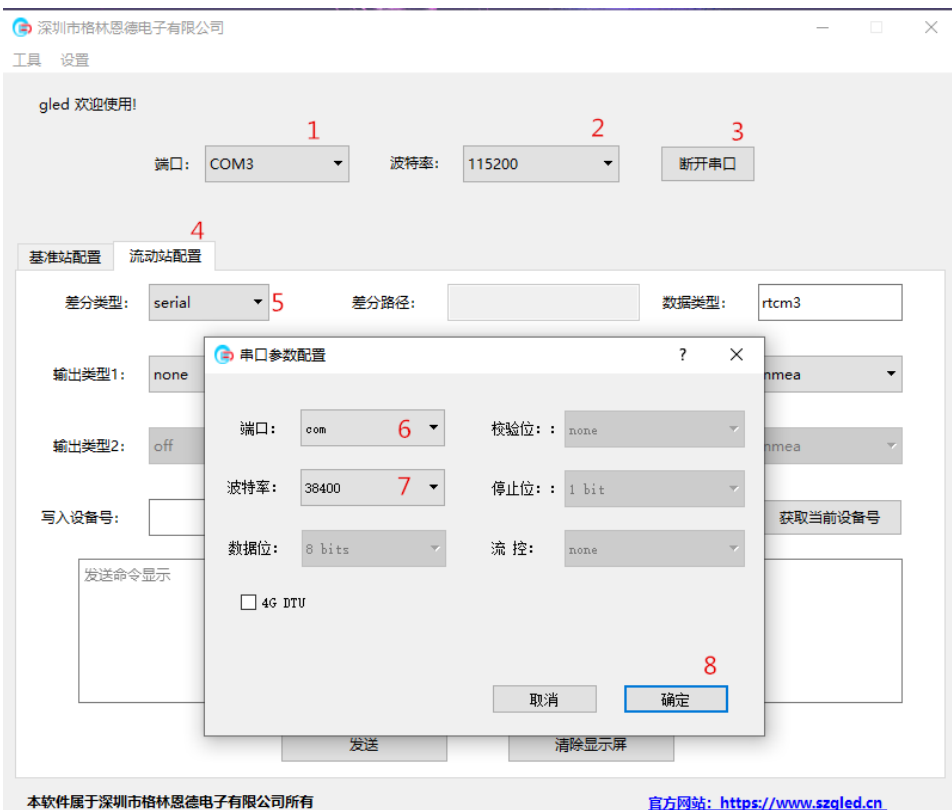 深圳市格林恩德电子有限公司
工具 设置
gled 欢迎使用!
1 2 3
端口: COM3 波特率: 115200 断开串口
4
基准站配置 流动站配置
差分类型: serial 5 差分路径: 数据类型: rtcm3
串口参数配置 ? ×
输出类型1: none nmea
端口: com 6 校验位:: none
输出类型2: off nmea
波特率: 38400 7 停止位:: 1 bit
写入设备号: 获取当前设备号
数据位: 8 bits 流 控: none
发送命令显示
4G DTU
8
取消 确定
发送 清除显示屏
本软件属于深圳市格林恩德电子有限公司所有 官方网站: https://www.szgled.cn